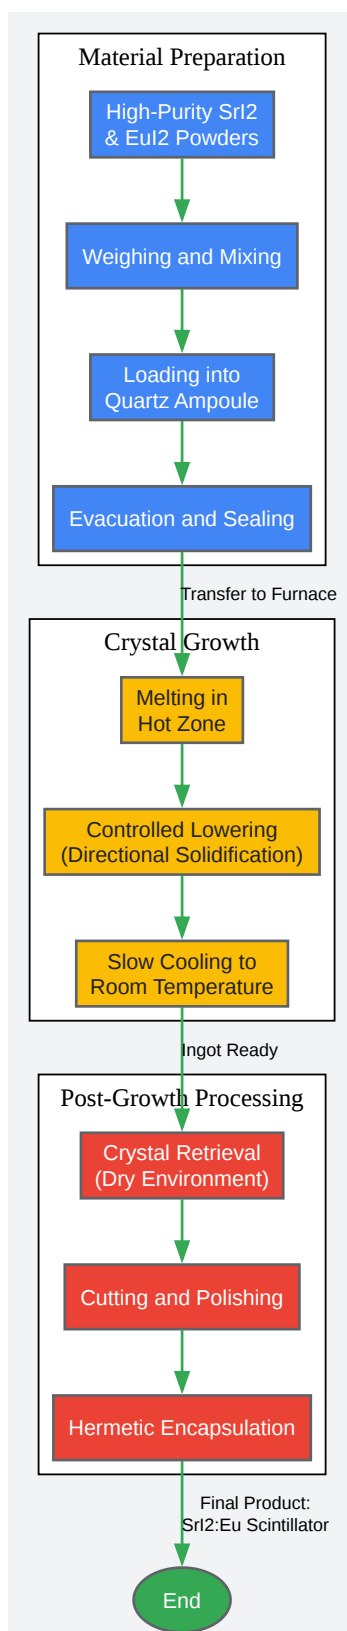 Material Preparation
High-Purity SrI2
& EuI2 Powders
Weighing and Mixing
Loading into
Quartz Ampoule
Evacuation and Sealing
Transfer to Furnace
Crystal Growth
Melting in
Hot Zone
Controlled Lowering
(Directional Solidification)
Slow Cooling to
Room Temperature
Ingot Ready
Post-Growth Processing
Crystal Retrieval
(Dry Environment)
Cutting and Polishing
Hermetic Encapsulation
Final Product:
SrI2:Eu Scintillator
End